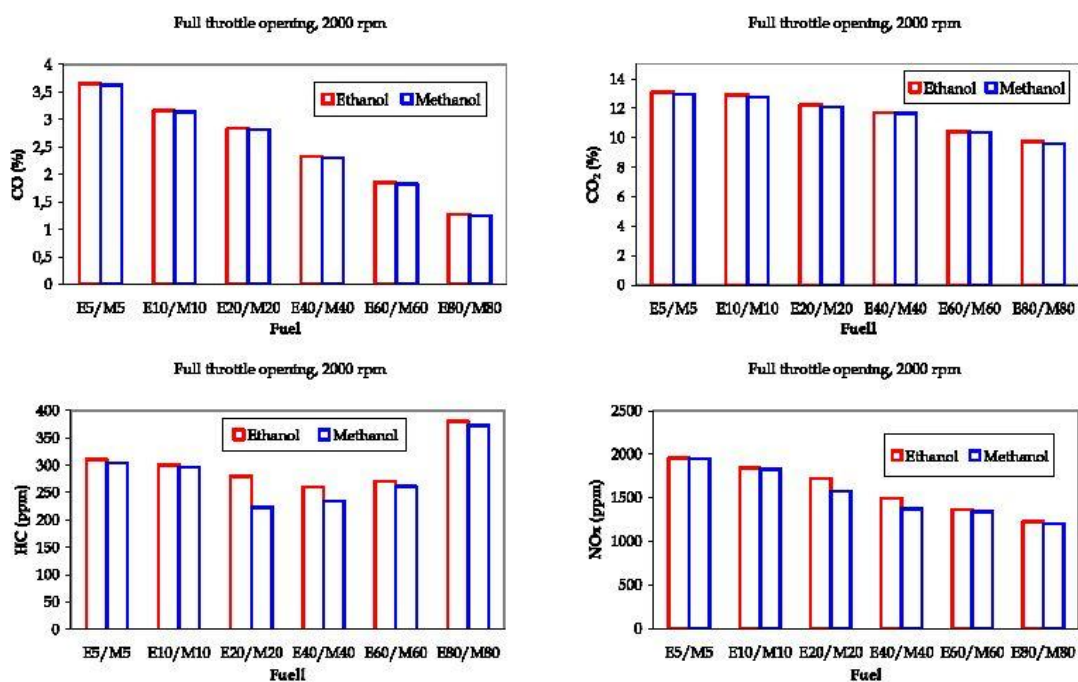 Full throttle opening, 2000 rpm
4
3,5
3
2,5
2
1,5
1
0,5
0
CO (%)
Ethanol Methanol
E5/M5 E10/M10 E20/M20 E40/M40 E60/M60 E80/M80
Fuel
Full throttle opening, 2000 rpm
14
12
10
8
6
4
2
0
CO₂ (%)
Ethanol Methanol
E5/M5 E10/M10 E20/M20 E40/M40 E60/M60 E80/M80
Fuell
Full throttle opening, 2000 rpm
400
350
300
250
200
150
100
50
0
HC (ppm)
Ethanol Methanol
E5/M5 E10/M10 E20/M20 E40/M40 E60/M60 E80/M80
Fuell
Full throttle opening, 2000 rpm
2500
2000
1500
1000
500
0
NOx (ppm)
Ethanol Methanol
E5/M5 E10/M10 E20/M20 E40/M40 E60/M60 E80/M80
Fuell